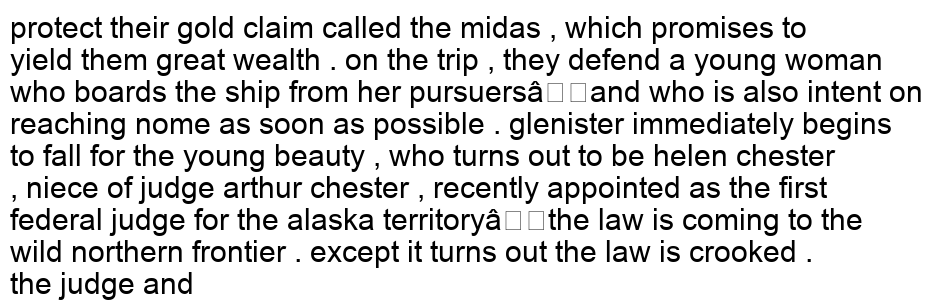 protect their gold claim called the midas , which promises to
yield them great wealth . on the trip , they defend a young woman
who boards the ship from her pursuersâ□□and who is also intent on
reaching nome as soon as possible . glenister immediately begins
to fall for the young beauty , who turns out to be helen chester
, niece of judge arthur chester , recently appointed as the first
federal judge for the alaska territoryâ□□the law is coming to the
wild northern frontier . except it turns out the law is crooked .
the judge and